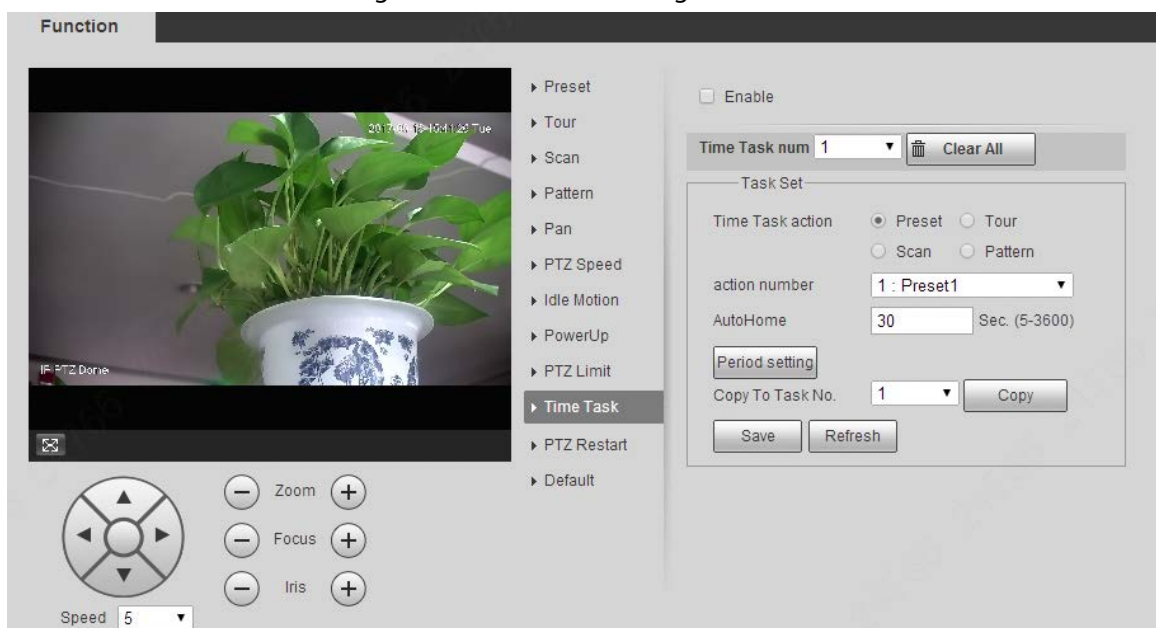 Function
Tue
IP PTZ Dome
Zoom
Focus
Iris
Speed 5
Preset
Tour
Scan
Pattern
Pan
PTZ Speed
Idle Motion
PowerUp
PTZ Limit
Time Task
PTZ Restart
Default
Enable
Time Task num 1 Clear All
Task Set
Time Task action Preset Tour
Scan Pattern
action number 1 : Preset1
AutoHome 30 Sec. (5-3600)
Period setting
Copy To Task No. 1 Copy
Save Refresh